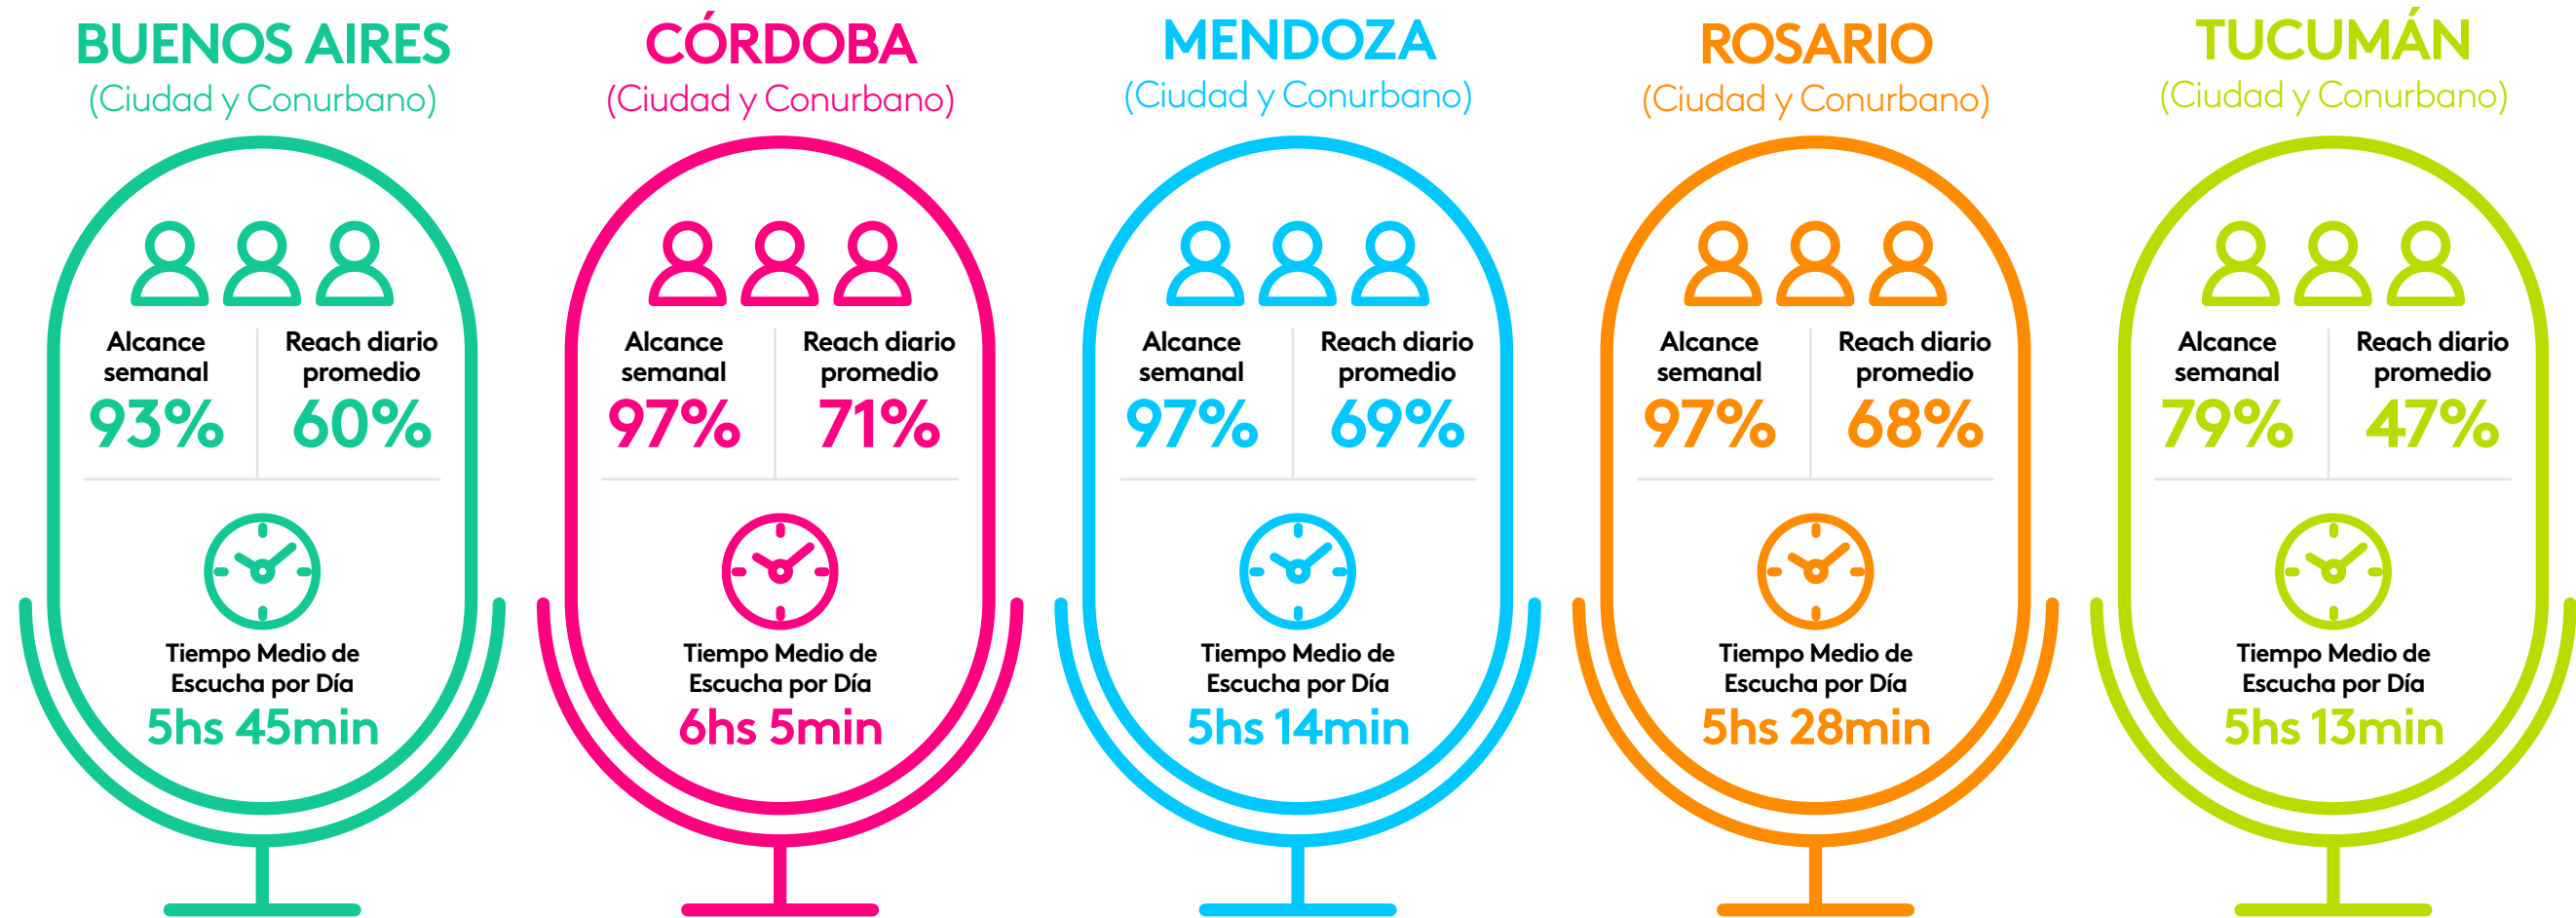 BUENOS AIRES
(Ciudad y Conurbano)
Alcance
semanal
93%
Reach diario
promedio
60%
Tiempo Medio de
Escucha por Día
5hs 45min
CÓRDOBA
(Ciudad y Conurbano)
Alcance
semanal
97%
Reach diario
promedio
71%
Tiempo Medio de
Escucha por Día
6hs 5min
MENDOZA
(Ciudad y Conurbano)
Alcance
semanal
97%
Reach diario
promedio
69%
Tiempo Medio de
Escucha por Día
5hs 14min
ROSARIO
(Ciudad y Conurbano)
Alcance
semanal
97%
Reach diario
promedio
68%
Tiempo Medio de
Escucha por Día
5hs 28min
TUCUMÁN
(Ciudad y Conurbano)
Alcance
semanal
79%
Reach diario
promedio
47%
Tiempo Medio de
Escucha por Día
5hs 13min